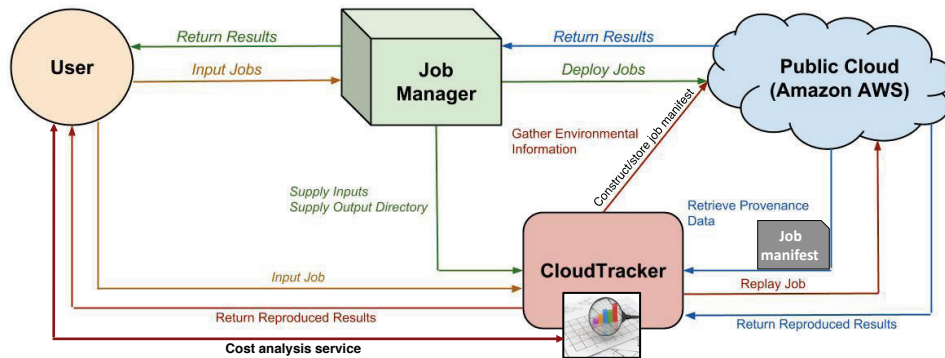 Return Results
Return Results
User
Input Jobs
Job
Manager
Deploy Jobs
Public Cloud
(Amazon AWS)
Gather Environmental
Information
Construct/store job manifest
Supply Inputs
Supply Output Directory
Retrieve Provenance
Data
Job
manifest
CloudTracker
Input Job
Replay Job
Return Reproduced Results
Return Reproduced Results
Cost analysis service